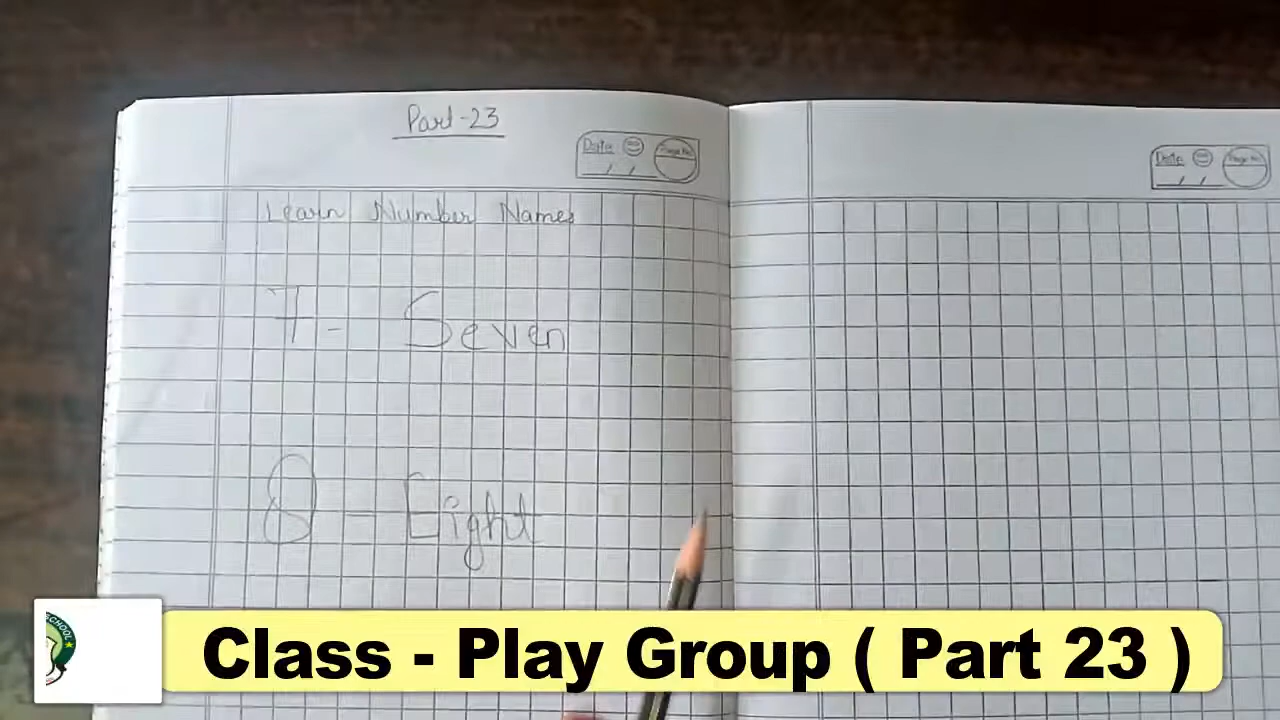 Part-23
Date
Page No.
Date
Page No.
Learn Number Names
7 - Seven
8 - Eight
SCHOOL
Class - Play Group ( Part 23 )